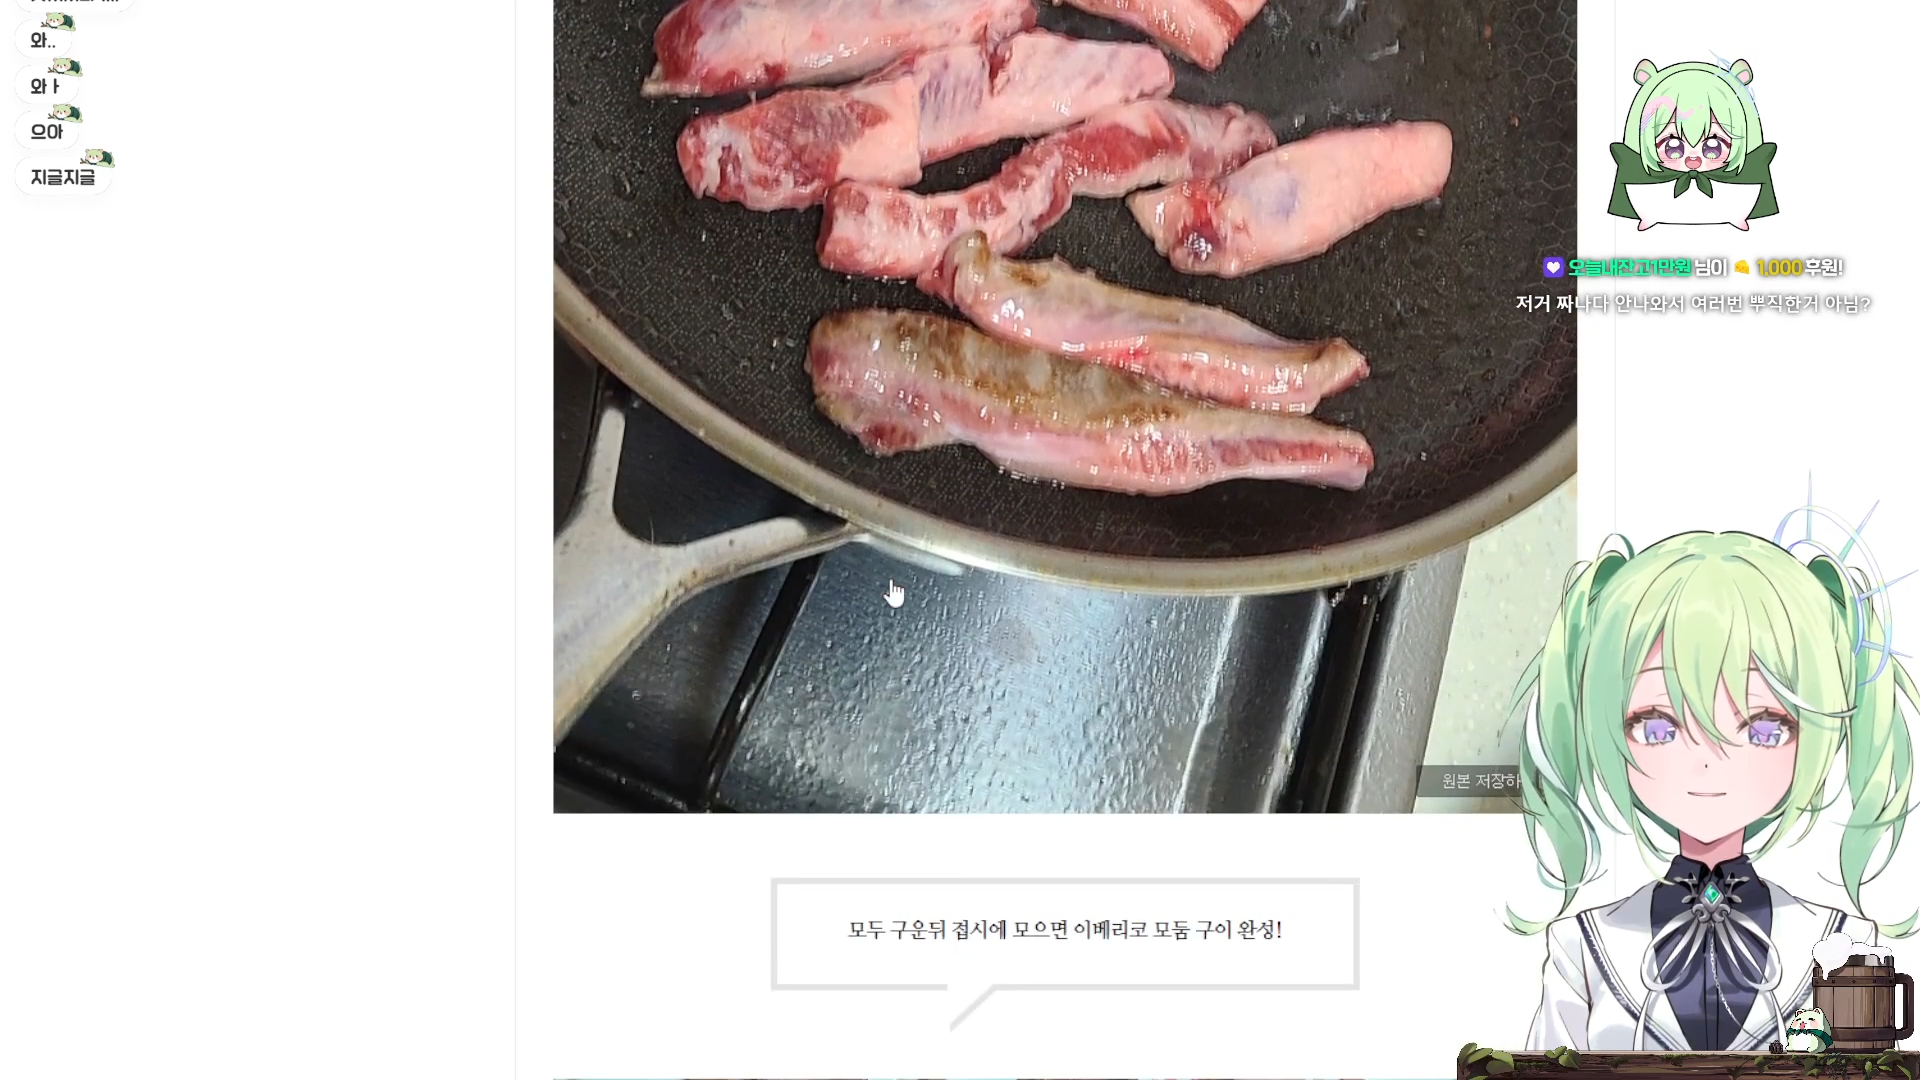 와..
와ㅏ
으아
지글지글
오늘내잔고1만원 님이 1,000 후원!
저거 짜나다 안나와서 여러번 뿌직한거 아님?
원본 저장하
모두 구운뒤 접시에 모으면 이베리코 모둠 구이 완성!